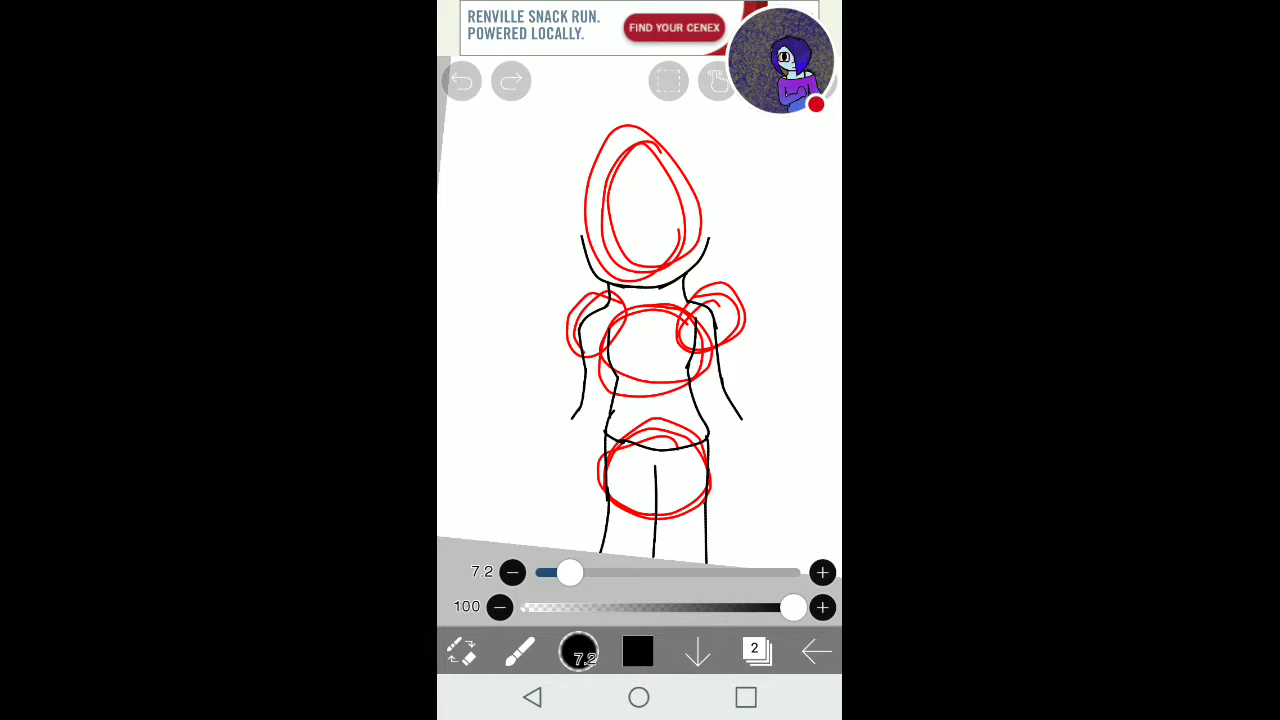 RENVILLE SNACK RUN.
POWERED LOCALLY.
FIND YOUR CENEX
7.2
100
7.2
2